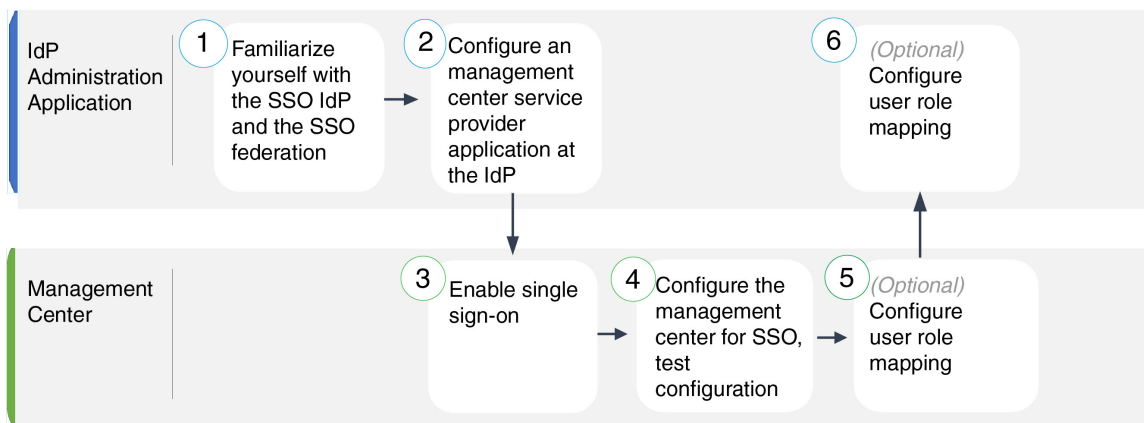 IdP
Administration
Application
1
Familiarize
yourself with
the SSO IdP
and the SSO
federation
2
Configure an
management
center service
provider
application at
the IdP
6
(Optional)
Configure
user role
mapping
Management
Center
3
Enable single
sign-on
4
Configure the
management
center for SSO,
test
configuration
5
(Optional)
Configure
user role
mapping